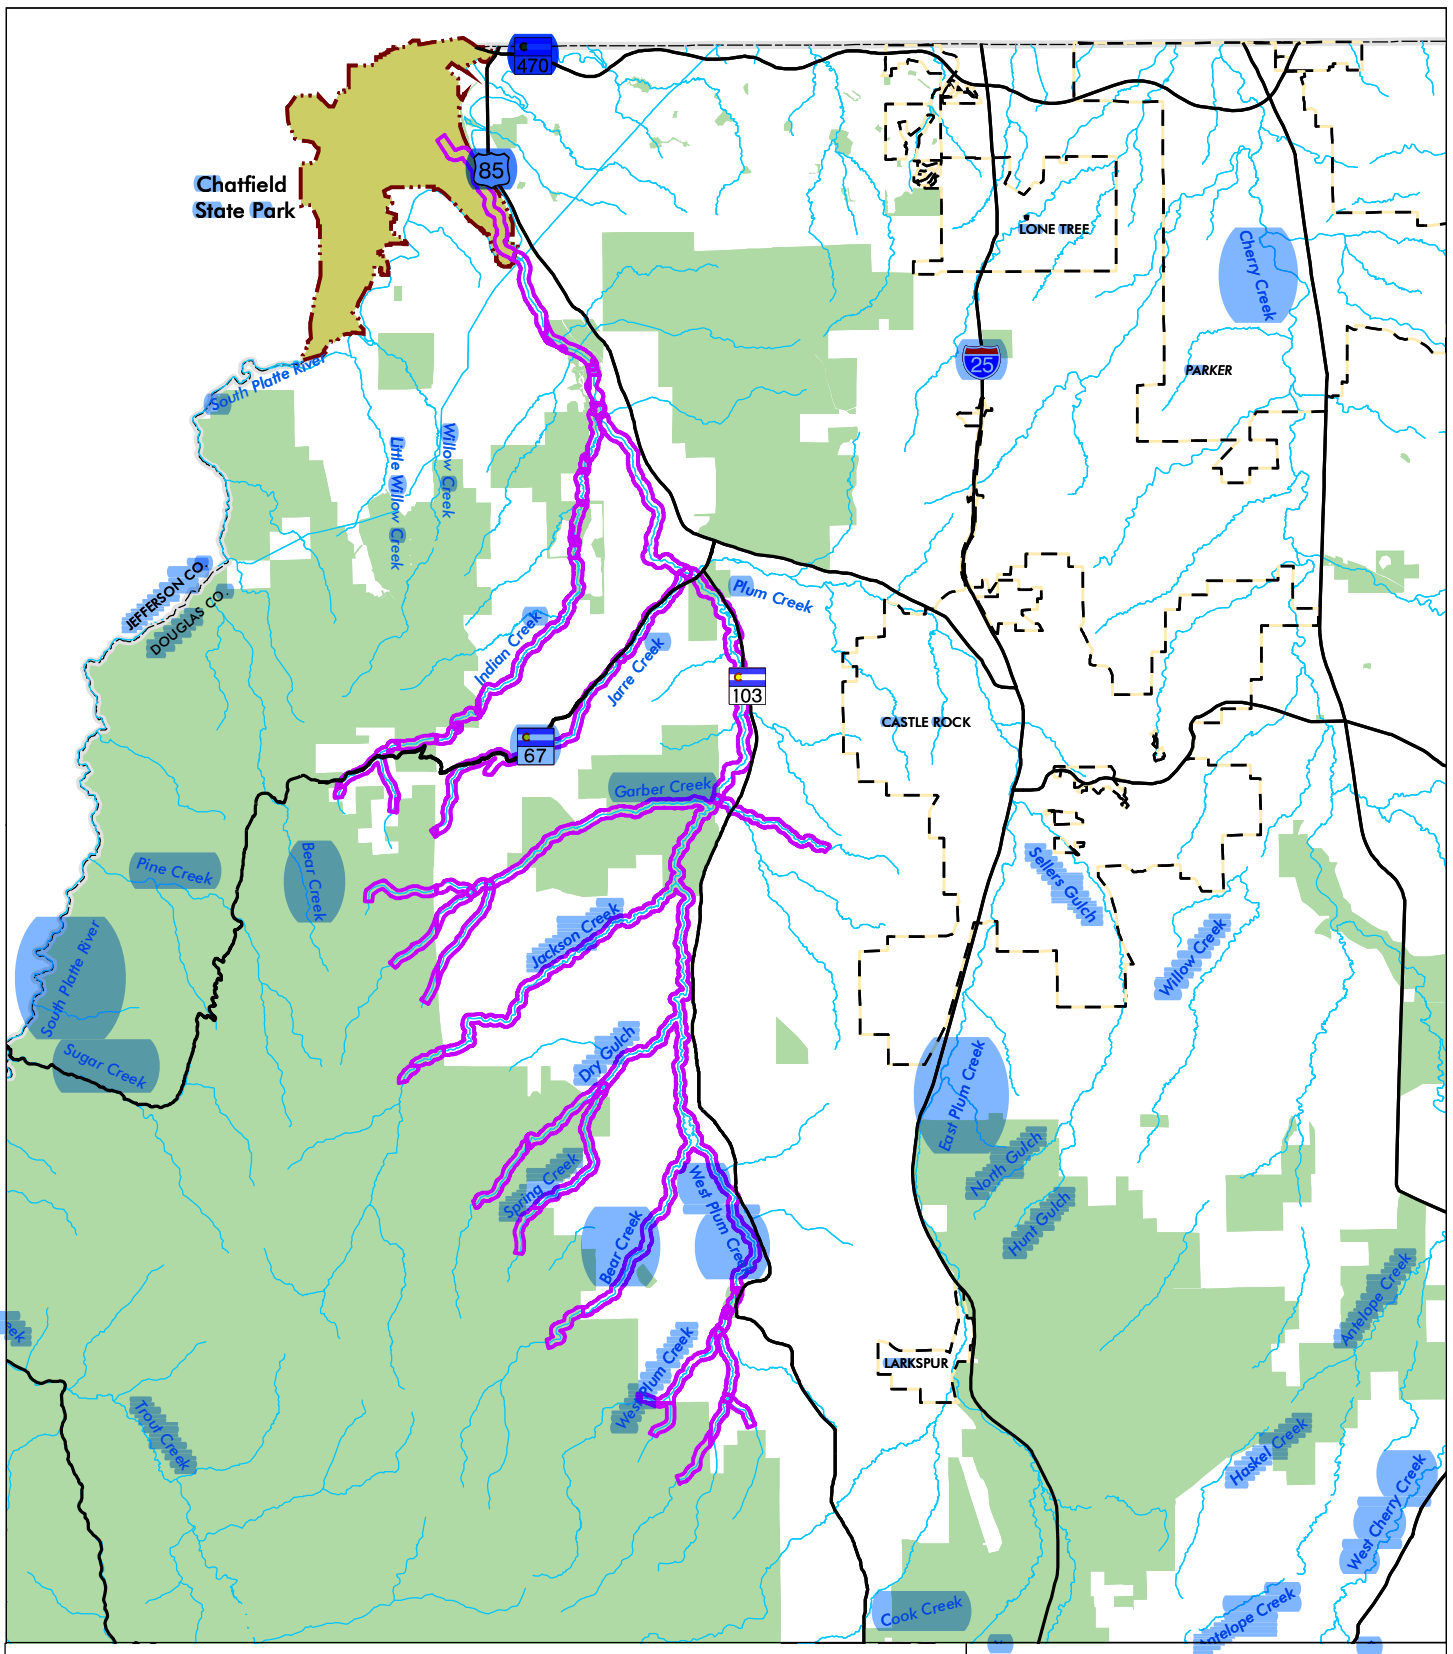 470
85
Chatfield
State Park
LONE TREE
Cherry Creek
25
PARKER
South Platte River
Little Willow Creek
Willow Creek
JEFFERSON CO.
DOUGLAS CO.
Plum Creek
Indian Creek
Jarre Creek
103
CASTLE ROCK
67
Garber Creek
Pine Creek
Bear Creek
Sellers Gulch
Jackson Creek
Willow Creek
South Platte River
Sugar Creek
Dry Gulch
East Plum Creek
North Gulch
Spring Creek
West Plum Creek
Hunt Gulch
Bear Creek
Antelope Creek
eek
West Plum Creek
LARKSPUR
Trout Creek
Haskel Creek
West Cherry Creek
Cook Creek
Antelope Creek